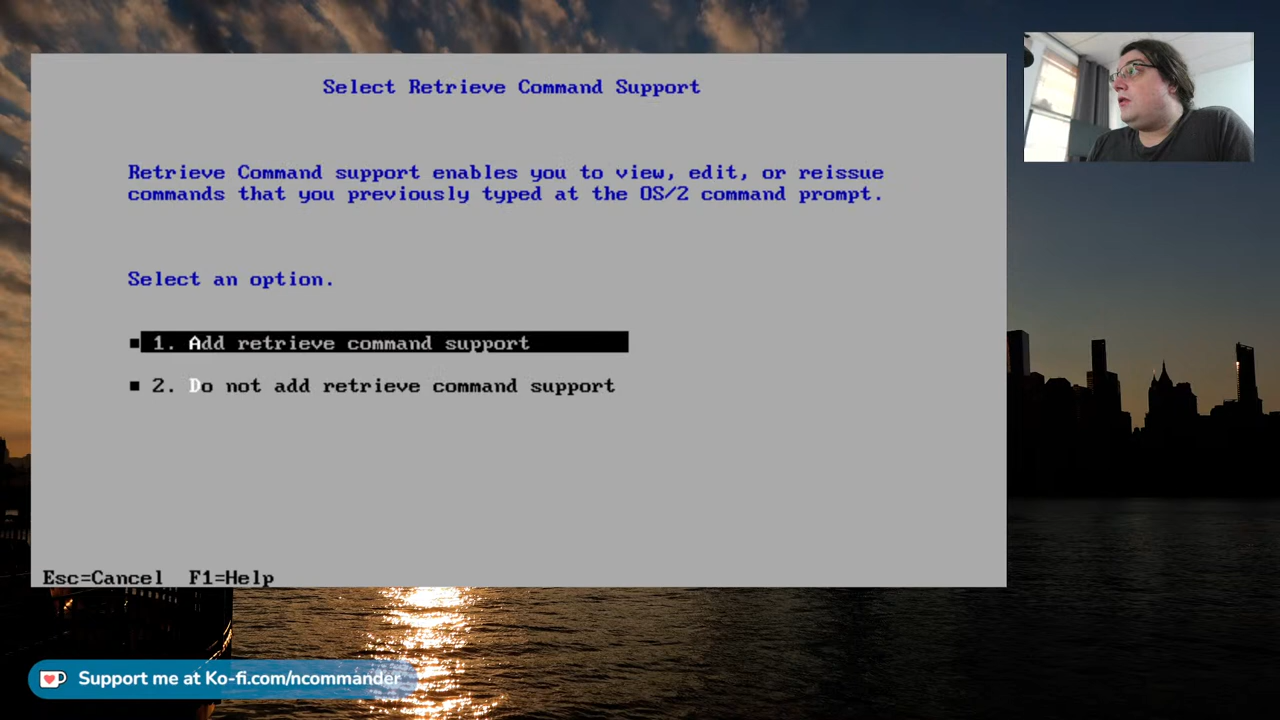 Select Retrieve Command Support
Retrieve Command support enables you to view, edit, or reissue
commands that you previously typed at the OS/2 command prompt.
Select an option.
■ 1. Add retrieve command support
■ 2. Do not add retrieve command support
Esc=Cancel F1=Help
Support me at Ko-fi.com/ncommander